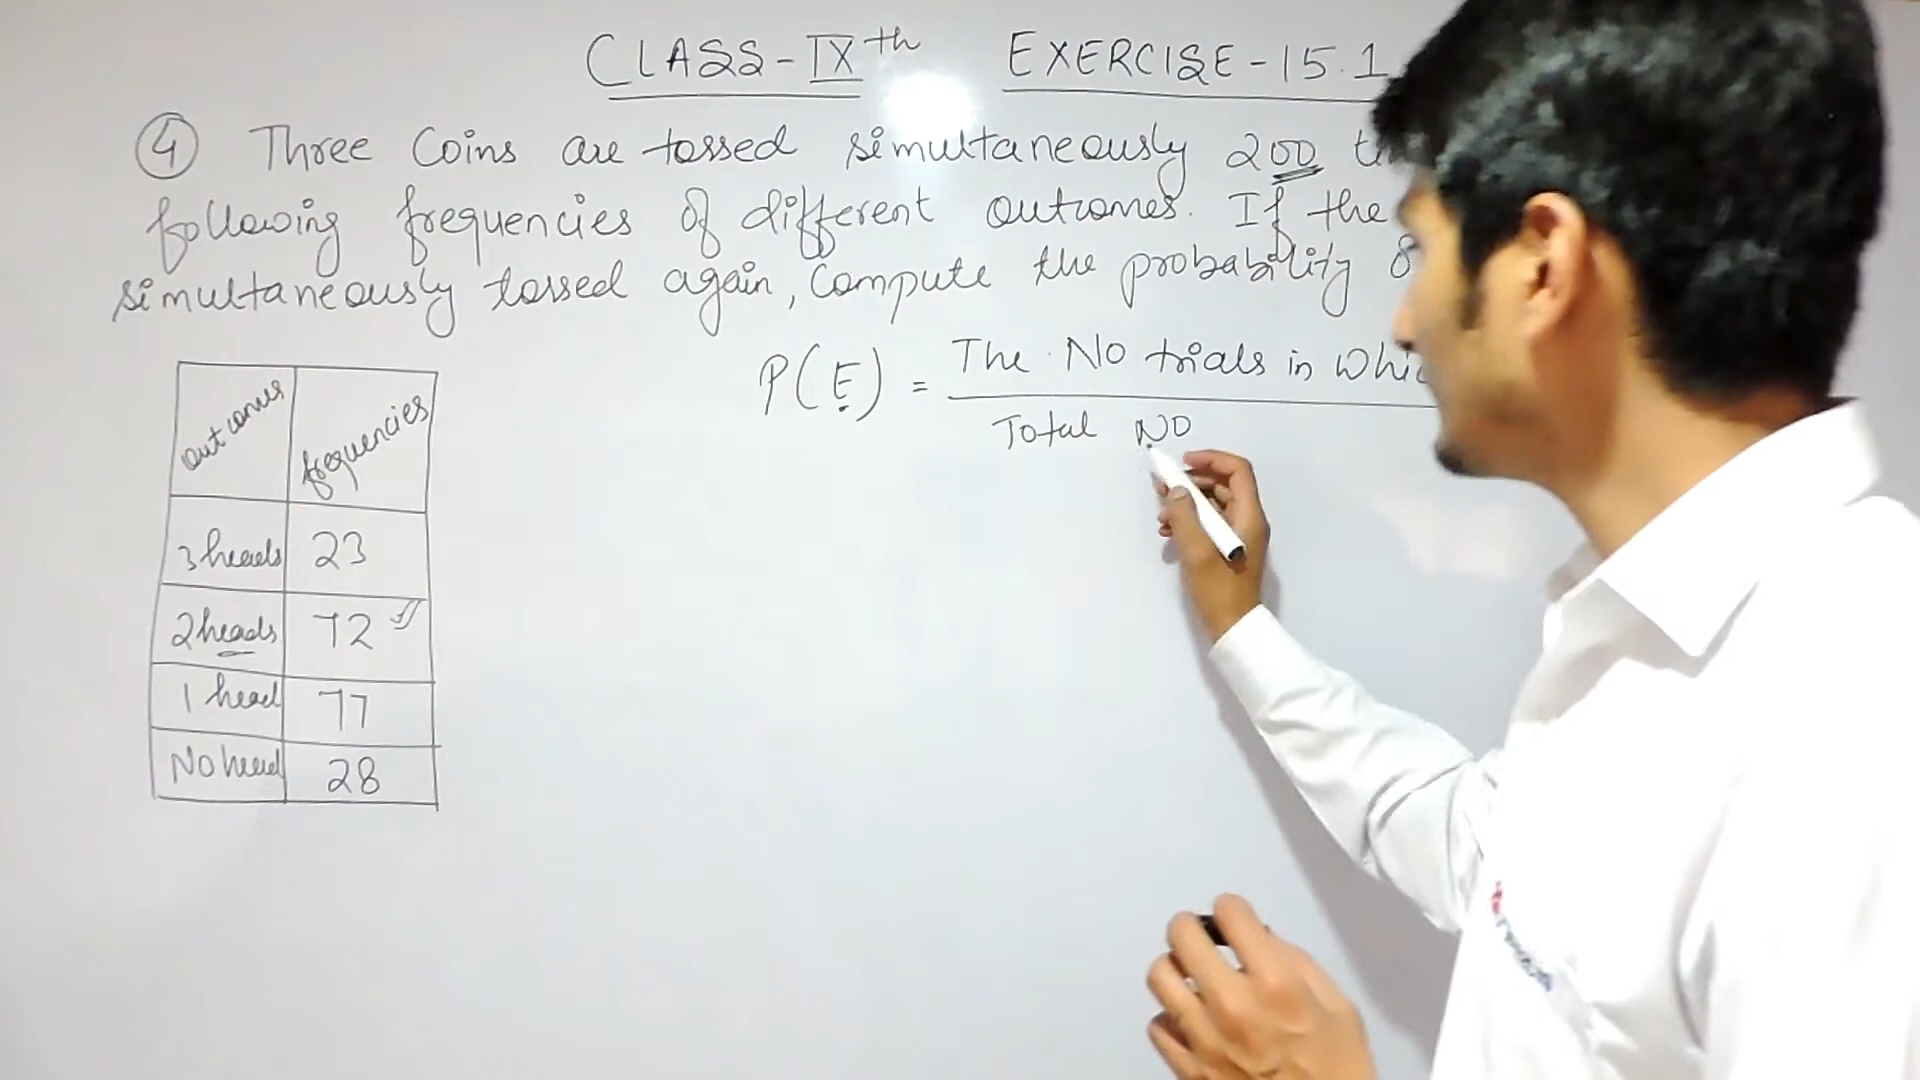 CLASS-IXth EXERCISE-15.1
④ Three Coins are tossed simultaneously 200
following frequencies of different outcomes. If the
simultaneously tossed again, Compute the probability
P(E) = The No trials in
Total NO
outcomes frequencies
3 heads 23
2 heads 72
1 head 77
No head 28